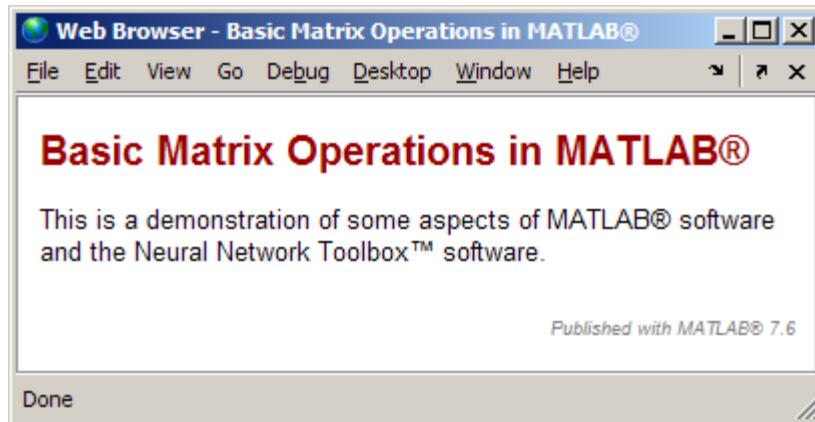 Web Browser - Basic Matrix Operations in MATLAB®
File Edit View Go Debug Desktop Window Help
Basic Matrix Operations in MATLAB®
This is a demonstration of some aspects of MATLAB® software
and the Neural Network Toolbox™ software.
Published with MATLAB® 7.6
Done